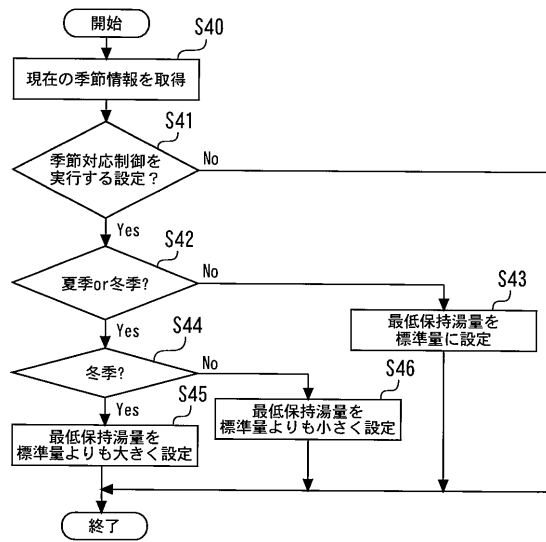 開始
S40
現在の季節情報を取得
S41
季節対応制御を
実行する設定？
No
Yes
S42
夏季or冬季?
No
Yes
S43
最低保持湯量を
標準量に設定
S44
冬季?
No
Yes
S45
最低保持湯量を
標準量よりも大きく設定
S46
最低保持湯量を
標準量よりも小さく設定
終了